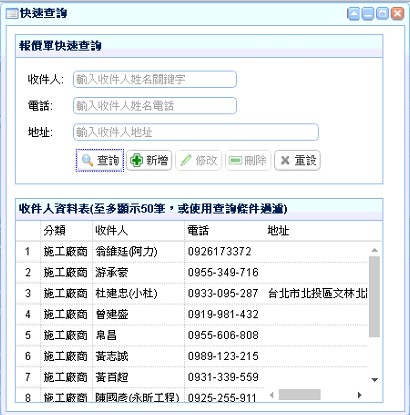 快速查詢
報價單快速查詢
收件人: 輸入收件人姓名關鍵字
電話: 輸入收件人姓名電話
地址: 輸入收件人地址
查詢 新增 修改 刪除 重設
收件人資料表(至多顯示50筆，或使用查詢條件過濾)
分類 收件人 電話 地址
1 施工廠商 翁維廷(阿力) 0926173372
2 施工廠商 游承豪 0955-349-716
3 施工廠商 杜建忠(小杜) 0933-095-287 台北市北投區文林北
4 施工廠商 曾建盛 0919-981-432
5 施工廠商 帛昌 0955-606-808
6 施工廠商 黃志誠 0989-123-215
7 施工廠商 黃百超 0931-339-559
8 施工廠商 陳國彥(永昕工程) 0925-255-911